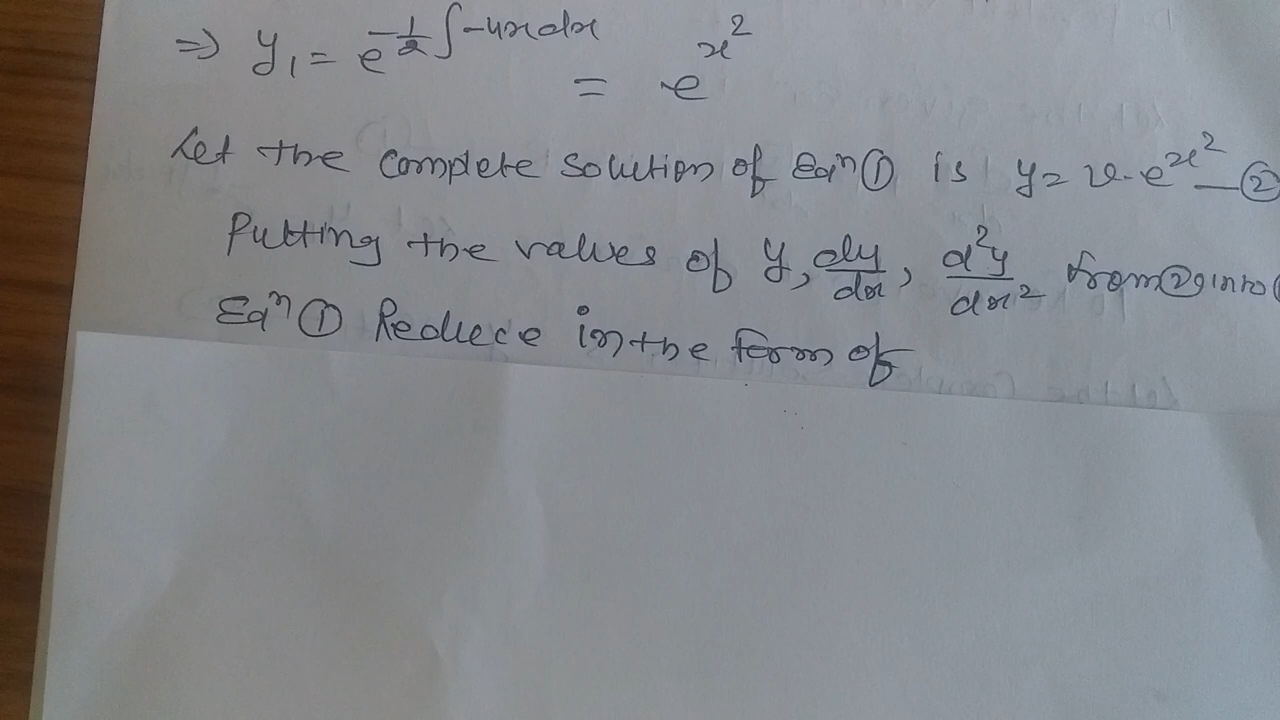 ⇒ y₁ = e^{-1/2 ∫-4x dx}
= e^{x²}
Let the complete solution of Eqⁿ ① is y = v·e^{x²} — ②
Putting the values of y, dy/dx, d²y/dx² from ② into
Eqⁿ ① Reduce in the form of